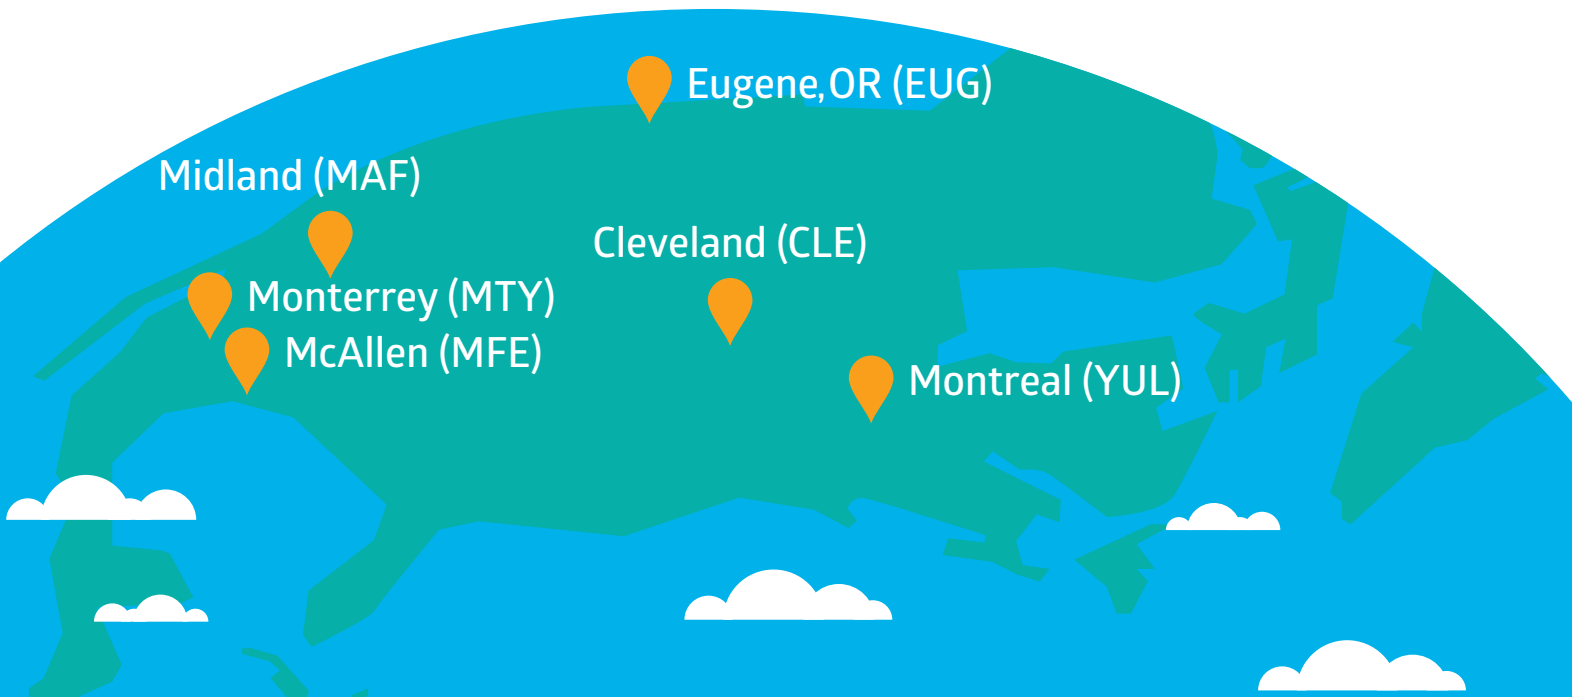 Eugene, OR (EUG)
Midland (MAF)
Cleveland (CLE)
Monterrey (MTY)
McAllen (MFE)
Montreal (YUL)